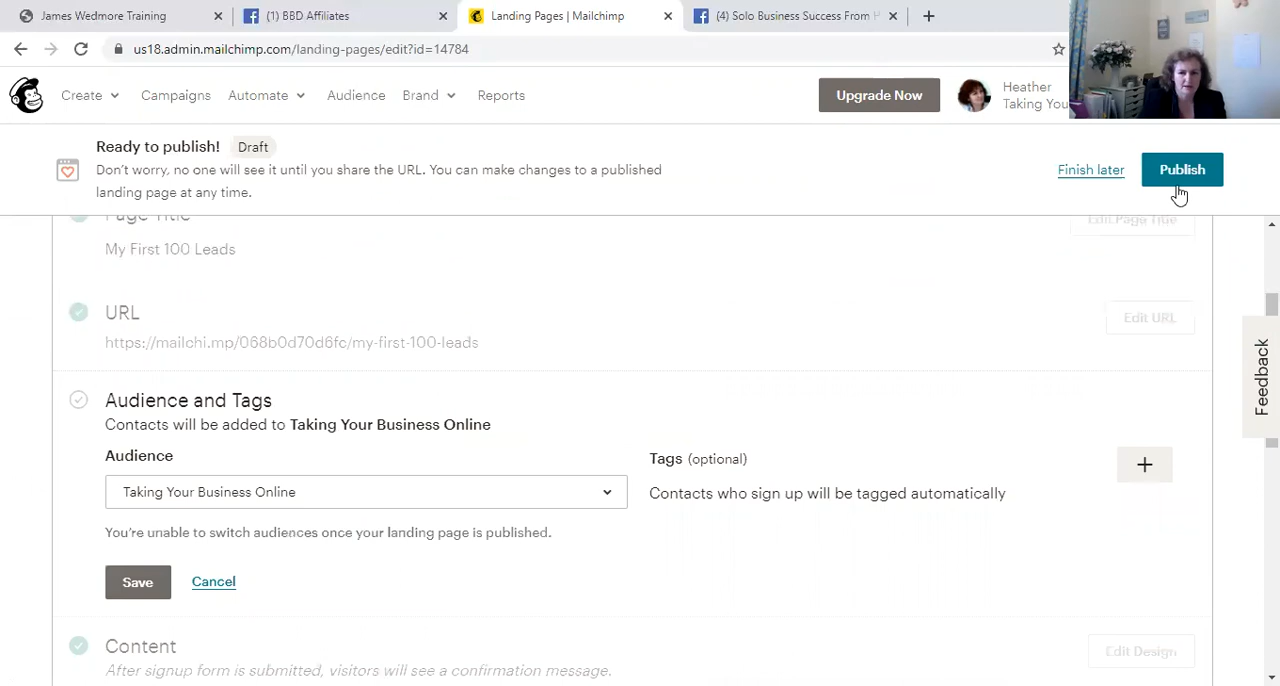 James Wedmore Training
(1) BBD Affiliates
Landing Pages | Mailchimp
(4) Solo Business Success From H
us18.admin.mailchimp.com/landing-pages/edit?id=14784
Create
Campaigns
Automate
Audience
Brand
Reports
Upgrade Now
Heather
Taking You
Ready to publish!
Draft
Don't worry, no one will see it until you share the URL. You can make changes to a published
landing page at any time.
Finish later
Publish
Page Title
Edit Page Title
My First 100 Leads
URL
Edit URL
https://mailchi.mp/068b0d70d6fc/my-first-100-leads
Audience and Tags
Contacts will be added to Taking Your Business Online
Audience
Tags (optional)
Taking Your Business Online
Contacts who sign up will be tagged automatically
You're unable to switch audiences once your landing page is published.
Save
Cancel
Content
Edit Design
After signup form is submitted, visitors will see a confirmation message.
Feedback